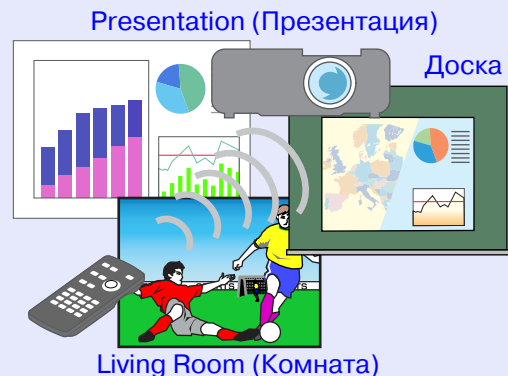 Presentation (Презентация)
Доска
Living Room (Комната)